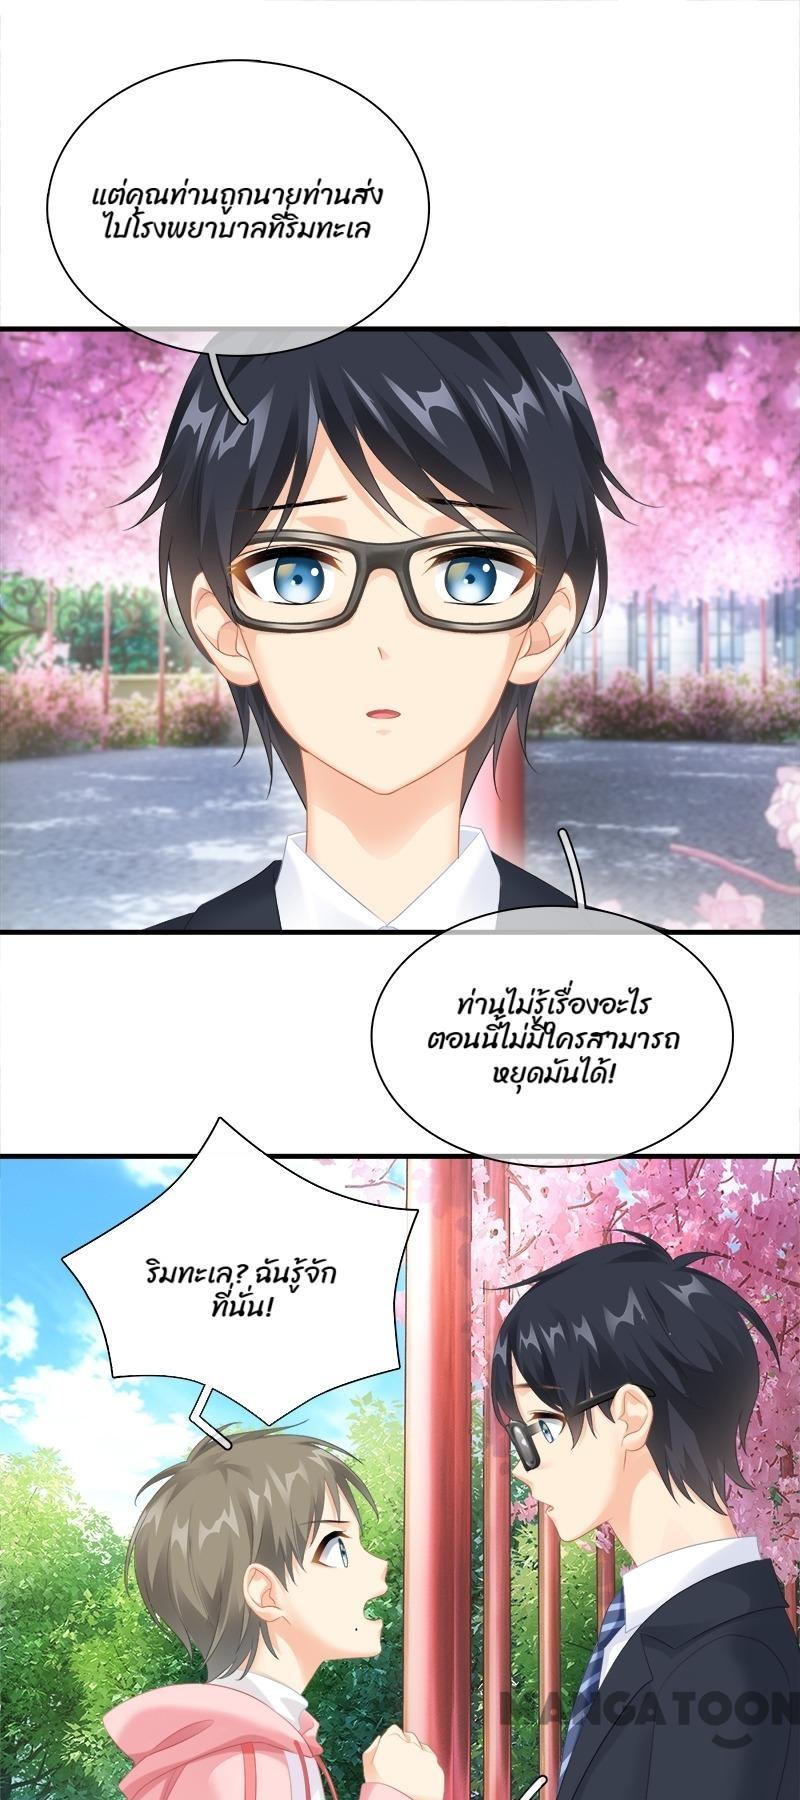 แต่คุณท่านถูกนายท่านส่ง
ไปโรงพยาบาลที่ริมทะเล
ท่านไม่รู้เรื่องอะไร
ตอนนี้ไม่มีใครสามารถ
หยุดมันได้!
ริมทะเล? ฉันรู้จัก
ที่นั่น!
MANGATOON